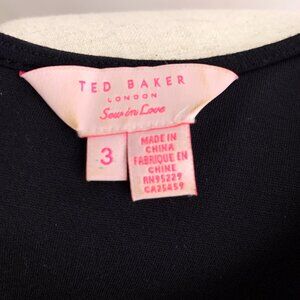 TED BAKER
LONDON
Sew in Love
3
MADE IN
CHINA
FABRIQUE EN
CHINE
RN95229
CA25459